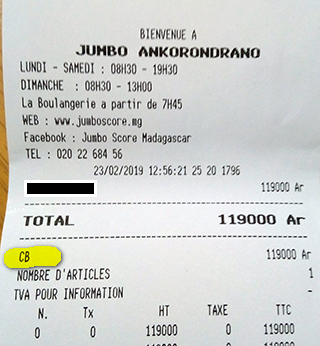 BIENVENUE A
JUMBO ANKORONDRANO
LUNDI - SAMEDI : 08H30 - 19H30
DIMANCHE : 08H30 - 13H00
La Boulangerie a partir de 7H45
WEB : www.jumboscore.mg
Facebook : Jumbo Score Madagascar
TEL : 020 22 684 56
23/02/2019 12:56:21 25 20 1796
119000 Ar
TOTAL 119000 Ar
CB 119000 Ar
NOMBRE D'ARTICLES 1
TVA POUR INFORMATION -
N. Tx HT TAXE TTC
0 0 119000 0 119000